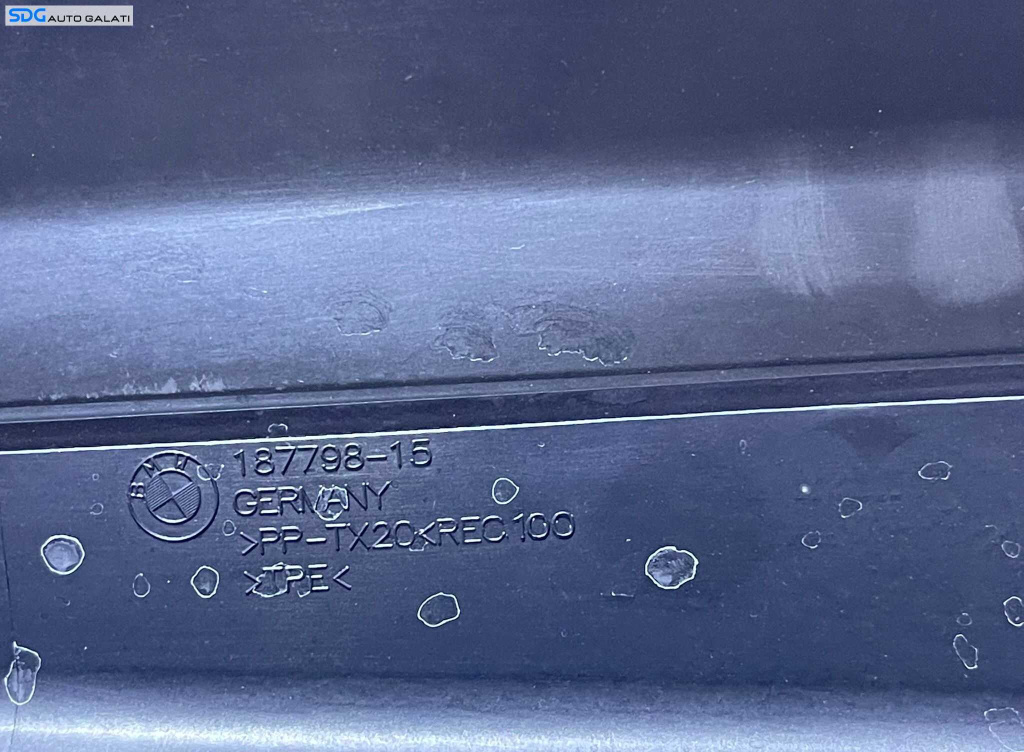 SDG AUTO GALATI
BMW
187798-15
GERMANY
>PP-TX20<REC100
>TPE<